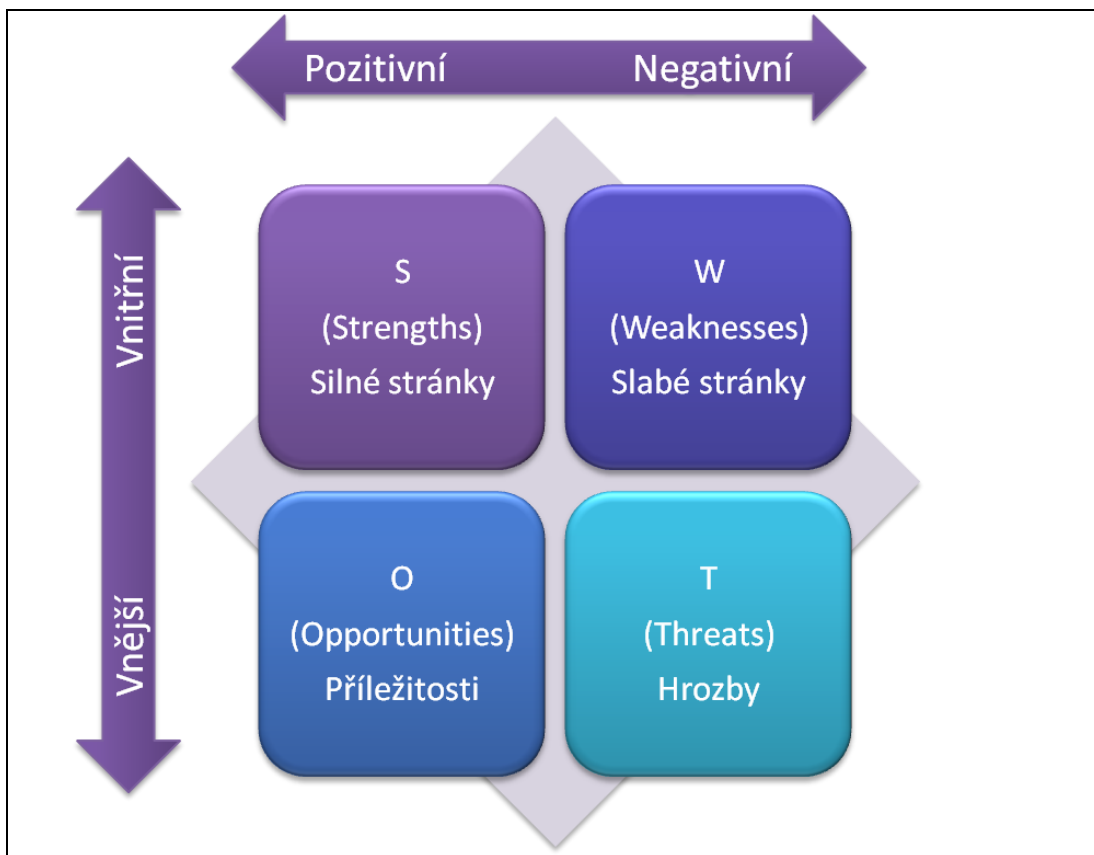 Pozitivní Negativní
Vnitřní
S
(Strengths)
Silné stránky
W
(Weaknesses)
Slabé stránky
Vnější
O
(Opportunities)
Příležitosti
T
(Threats)
Hrozby